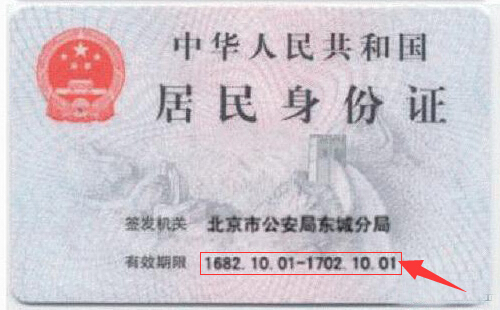 中华人民共和国
居民身份证
签发机关 北京市公安局东城分局
有效期限 1682.10.01-1702.10.01